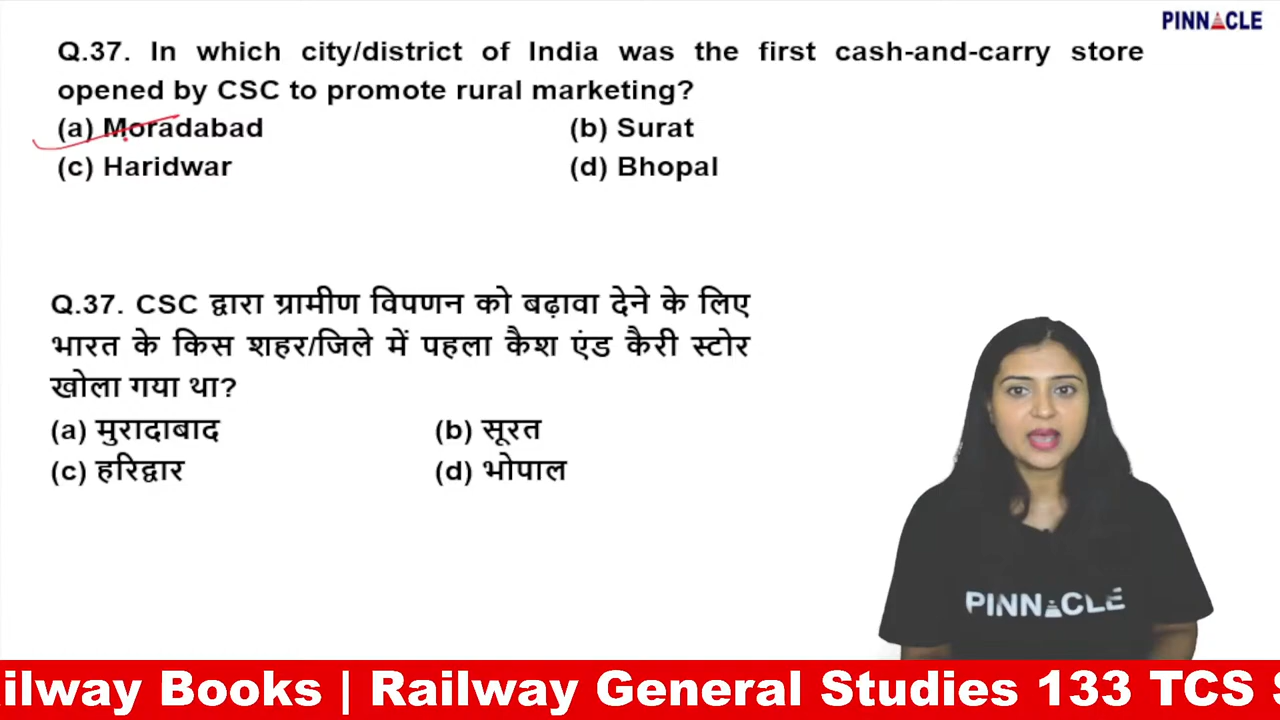 PINNACLE
Q.37. In which city/district of India was the first cash-and-carry store
opened by CSC to promote rural marketing?
(a) Moradabad (b) Surat
(c) Haridwar (d) Bhopal
Q.37. CSC द्वारा ग्रामीण विपणन को बढ़ावा देने के लिए
भारत के किस शहर/जिले में पहला कैश एंड कैरी स्टोर
खोला गया था?
(a) मुरादाबाद (b) सूरत
(c) हरिद्वार (d) भोपाल
PINNACLE
ilway Books | Railway General Studies 133 TCS S